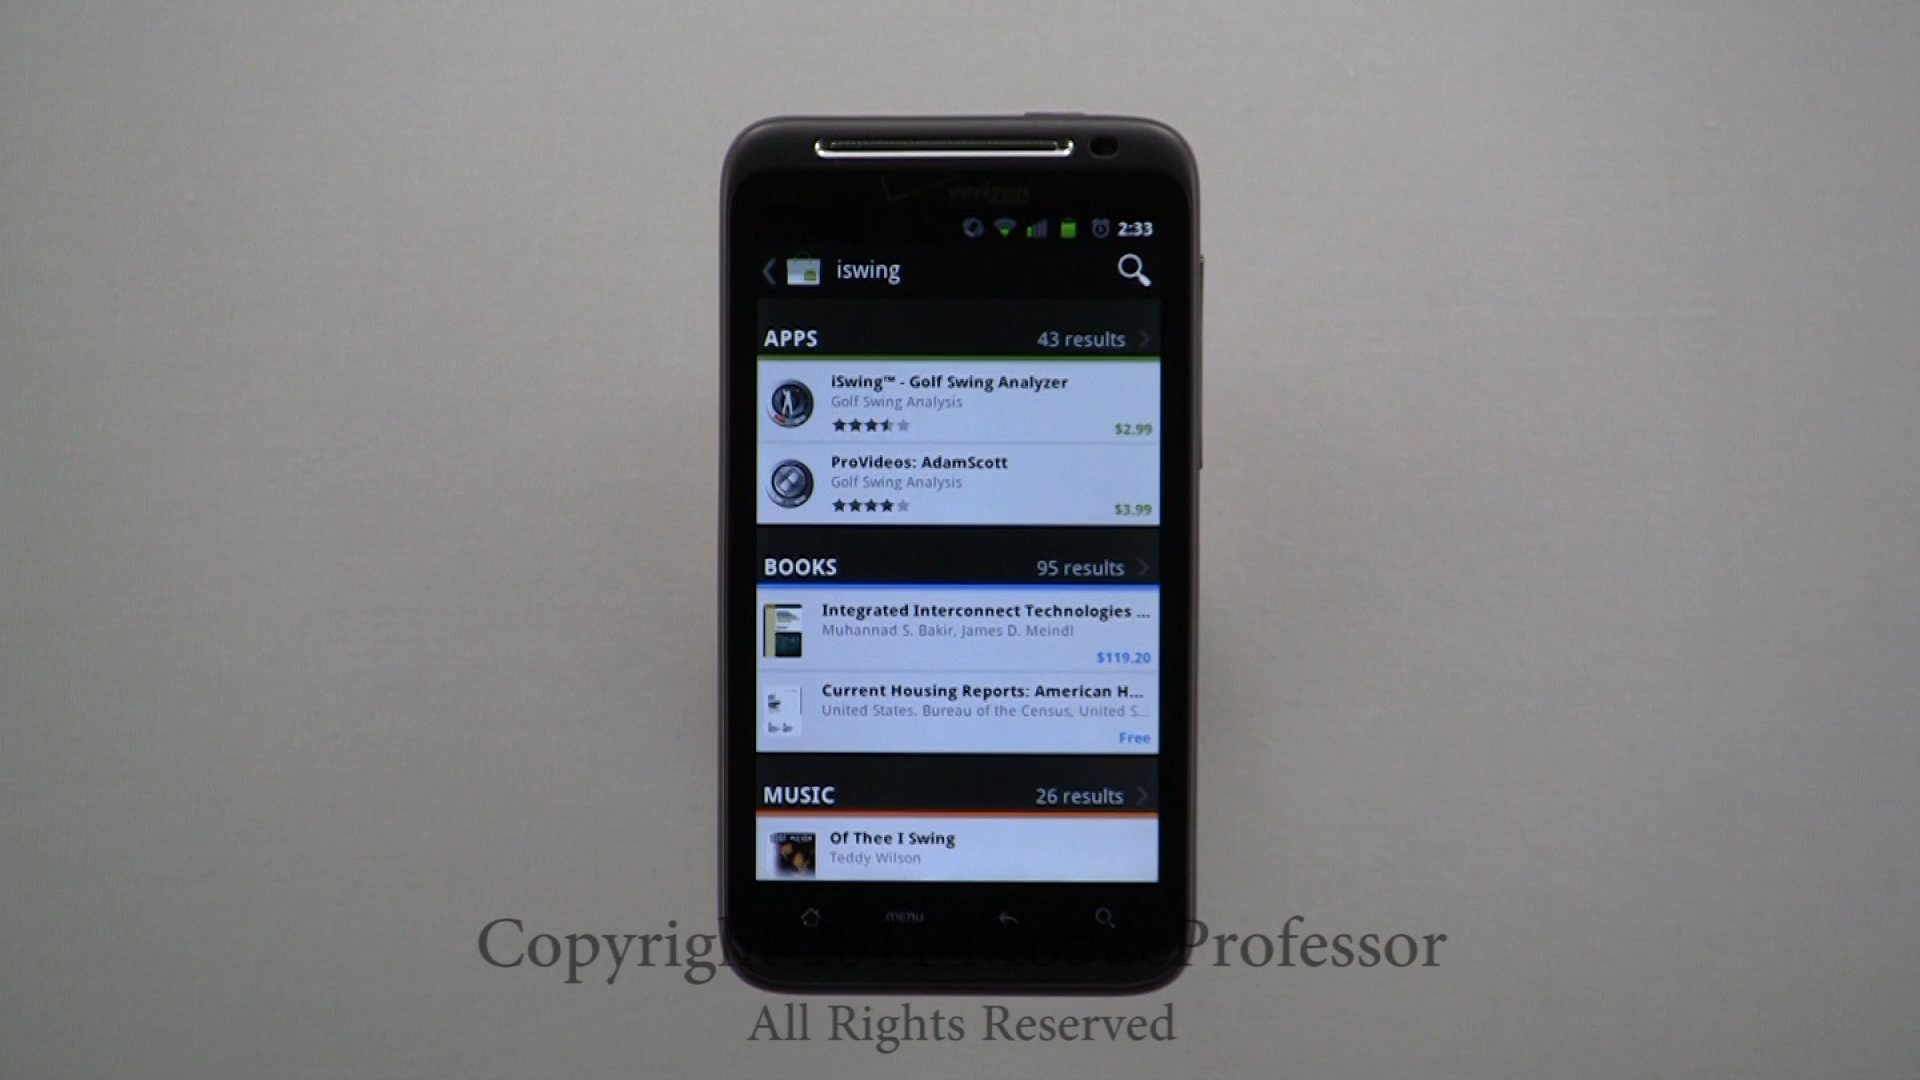 verizon
2:33
iswing
APPS 43 results
iSwing™ - Golf Swing Analyzer
Golf Swing Analysis
$2.99
ProVideos: AdamScott
Golf Swing Analysis
$3.99
BOOKS 95 results
Integrated Interconnect Technologies ...
Muhannad S. Bakir, James D. Meindl
$119.20
Current Housing Reports: American H...
United States. Bureau of the Census, United S...
Free
MUSIC 26 results
Of Thee I Swing
Teddy Wilson
menu
Professor
All Rights Reserved